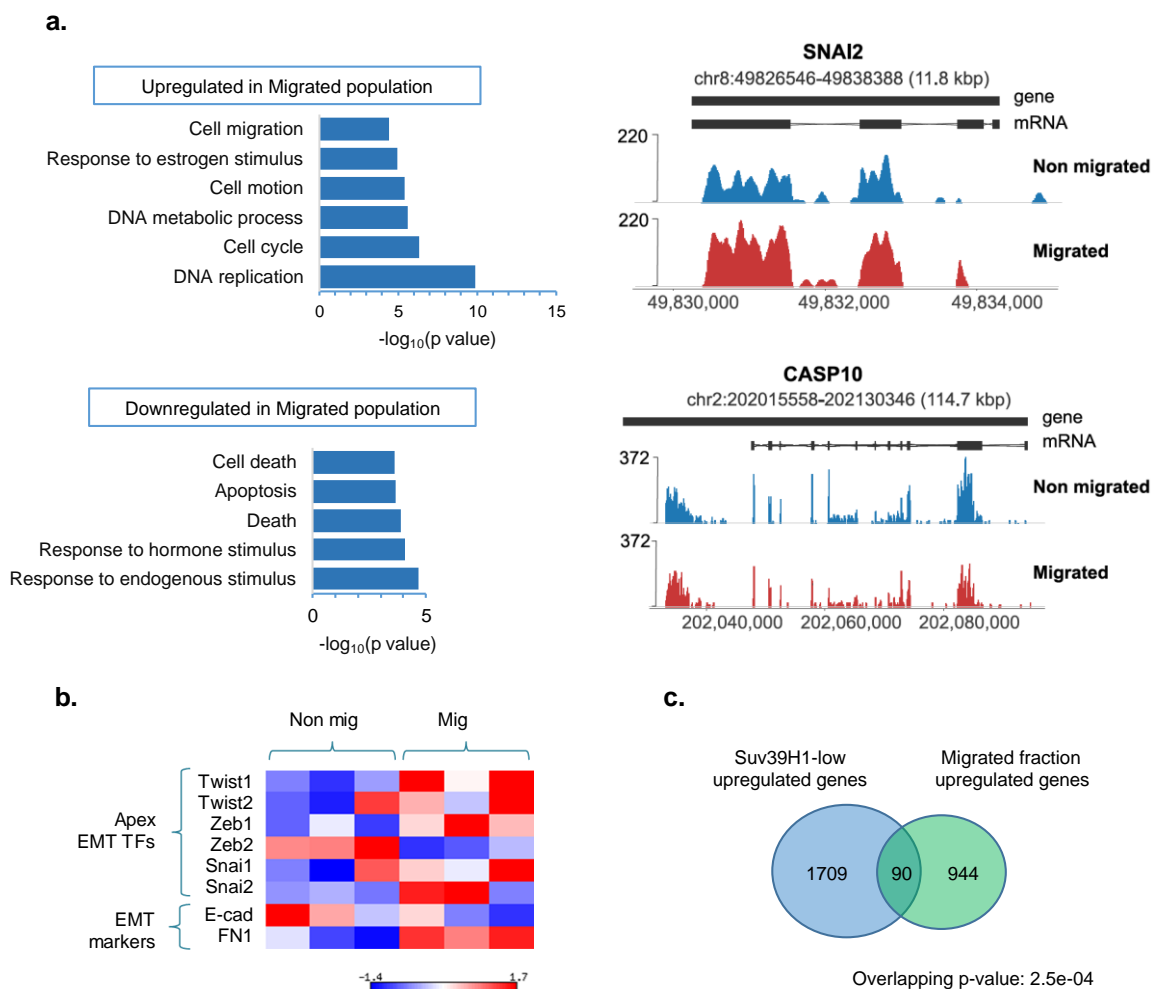 a.
Upregulated in Migrated population
Cell migration
Response to estrogen stimulus
Cell motion
DNA metabolic process
Cell cycle
DNA replication
0 5 10 15
-log10(p value)
SNAI2
chr8:49826546-49838388 (11.8 kbp)
gene
mRNA
220
Non migrated
220
Migrated
49,830,000 49,832,000 49,834,000
Downregulated in Migrated population
Cell death
Apoptosis
Death
Response to hormone stimulus
Response to endogenous stimulus
0 5
-log10(p value)
CASP10
chr2:202015558-202130346 (114.7 kbp)
gene
mRNA
372
Non migrated
372
Migrated
202,040,000 202,060,000 202,080,000
b.
Non mig Mig
Apex
EMT TFs
Twist1
Twist2
Zeb1
Zeb2
Snai1
Snai2
EMT
markers
E-cad
FN1
-1.4 1.7
c.
Suv39H1-low
upregulated genes
Migrated fraction
upregulated genes
1709 90 944
Overlapping p-value: 2.5e-04